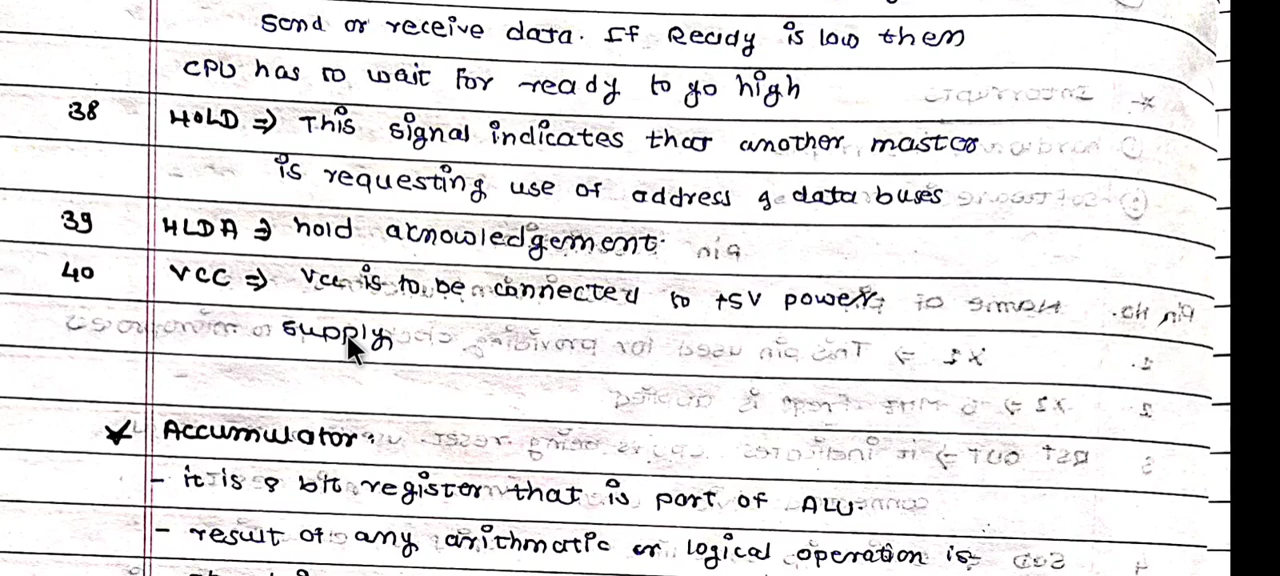 Send or receive data. If Ready is low then
CPU has to wait for ready to go high
38 HOLD ⇒ This signal indicates that another master
is requesting use of address & data buses
39 HLDA ⇒ hold acnowledgement.
40 VCC ⇒ Vcc is to be connected to +5V power
supply
Accumulator:
- it is 8 bit register that is part of ALU.
- result of any arithmatic or logical operation is